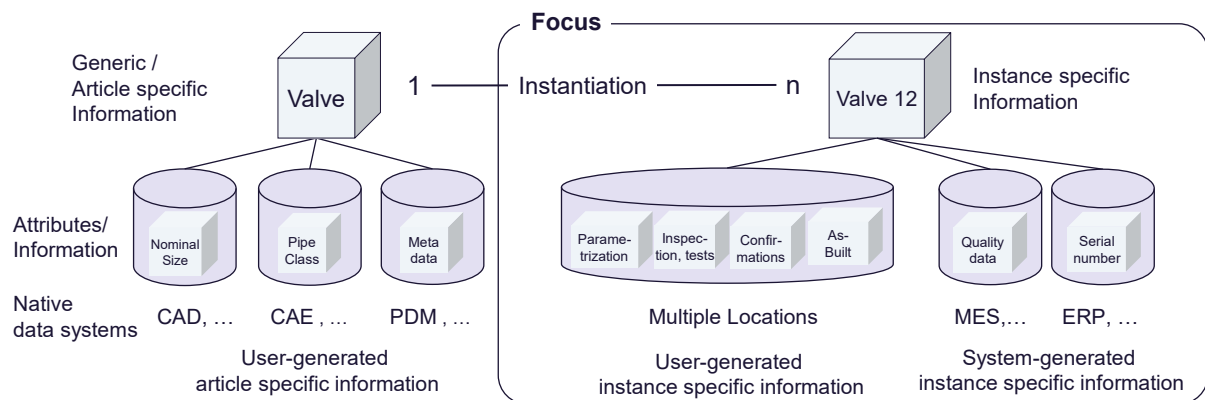 Focus
Generic /
Article specific
Information
Valve
1
Instantiation
n
Valve 12
Instance specific
Information
Attributes/
Information
Nominal
Size
Pipe
Class
Meta
data
Parame-
trization
Inspec-
tion, tests
Confir-
mations
As-
Built
Quality
data
Serial
number
Native
data systems
CAD, …
CAE , ...
PDM , ...
Multiple Locations
MES,…
ERP, …
User-generated
article specific information
User-generated
instance specific information
System-generated
instance specific information